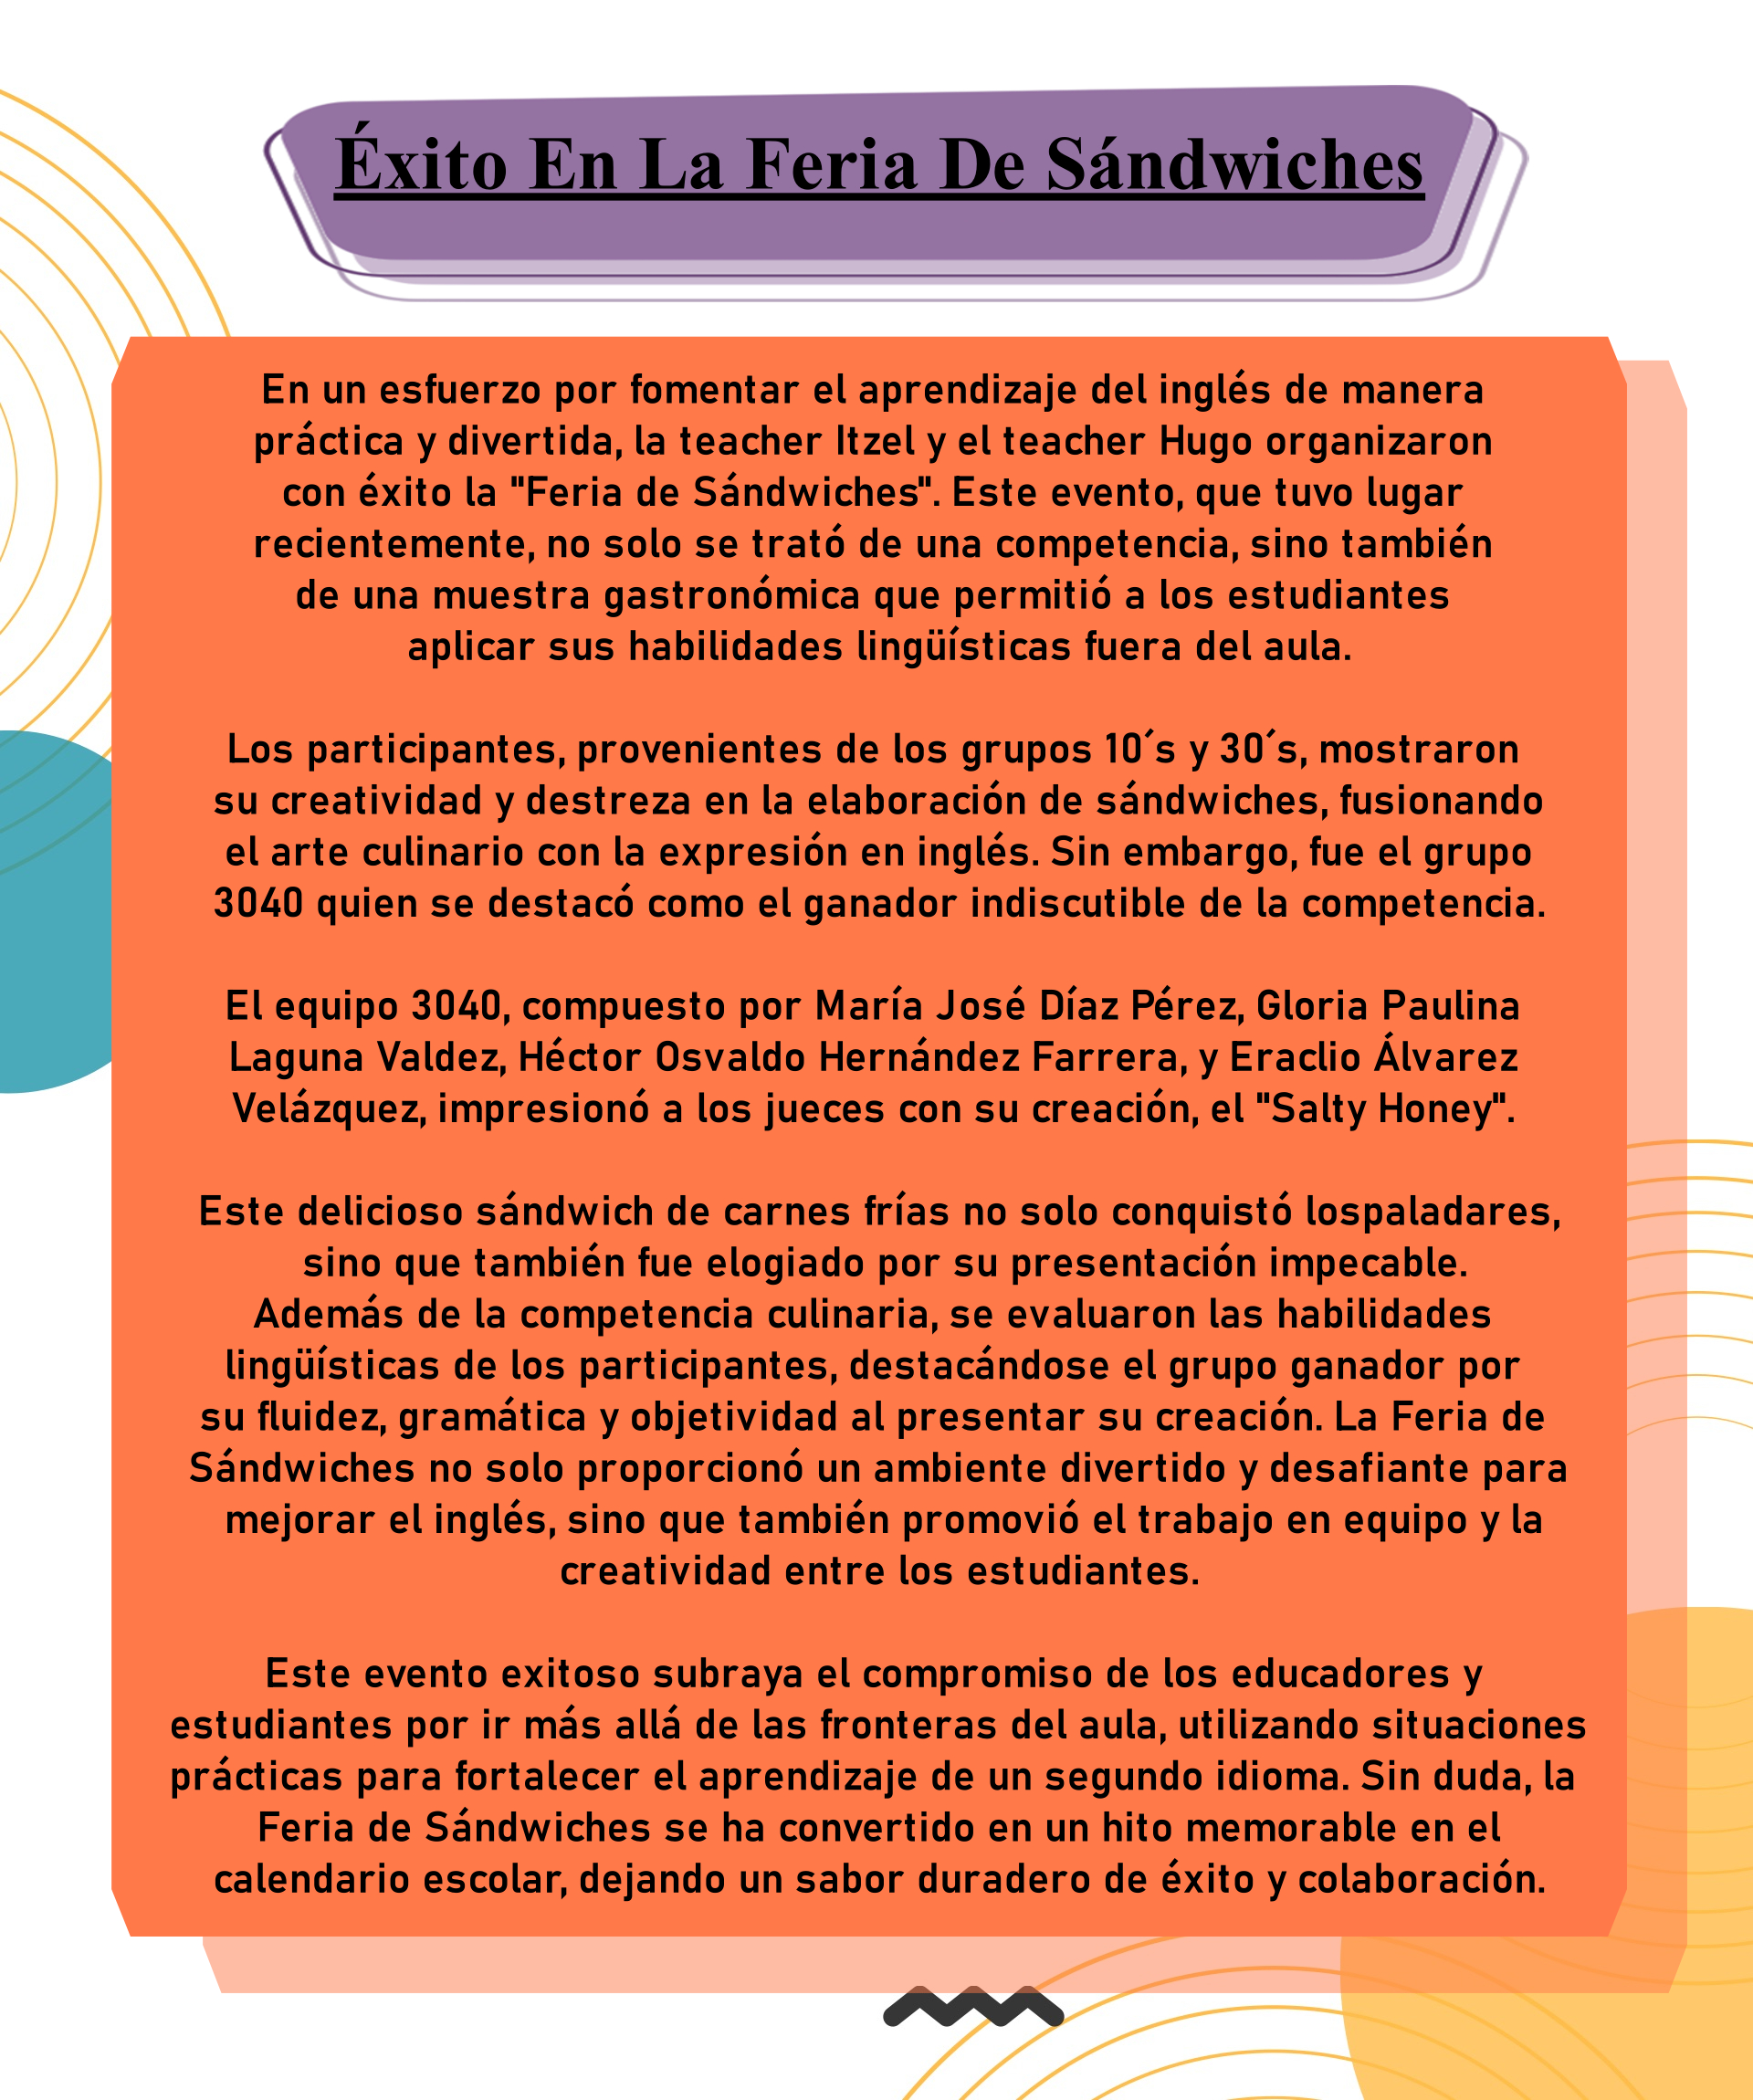 Éxito En La Feria De Sándwiches
En un esfuerzo por fomentar el aprendizaje del inglés de manera
práctica y divertida, la teacher Itzel y el teacher Hugo organizaron
con éxito la "Feria de Sándwiches". Este evento, que tuvo lugar
recientemente, no solo se trató de una competencia, sino también
de una muestra gastronómica que permitió a los estudiantes
aplicar sus habilidades lingüísticas fuera del aula.
Los participantes, provenientes de los grupos 10´s y 30´s, mostraron
su creatividad y destreza en la elaboración de sándwiches, fusionando
el arte culinario con la expresión en inglés. Sin embargo, fue el grupo
3040 quien se destacó como el ganador indiscutible de la competencia.
El equipo 3040, compuesto por María José Díaz Pérez, Gloria Paulina
Laguna Valdez, Héctor Osvaldo Hernández Farrera, y Eraclio Álvarez
Velázquez, impresionó a los jueces con su creación, el "Salty Honey".
Este delicioso sándwich de carnes frías no solo conquistó lospaladares,
sino que también fue elogiado por su presentación impecable.
Además de la competencia culinaria, se evaluaron las habilidades
lingüísticas de los participantes, destacándose el grupo ganador por
su fluidez, gramática y objetividad al presentar su creación. La Feria de
Sándwiches no solo proporcionó un ambiente divertido y desafiante para
mejorar el inglés, sino que también promovió el trabajo en equipo y la
creatividad entre los estudiantes.
Este evento exitoso subraya el compromiso de los educadores y
estudiantes por ir más allá de las fronteras del aula, utilizando situaciones
prácticas para fortalecer el aprendizaje de un segundo idioma. Sin duda, la
Feria de Sándwiches se ha convertido en un hito memorable en el
calendario escolar, dejando un sabor duradero de éxito y colaboración.